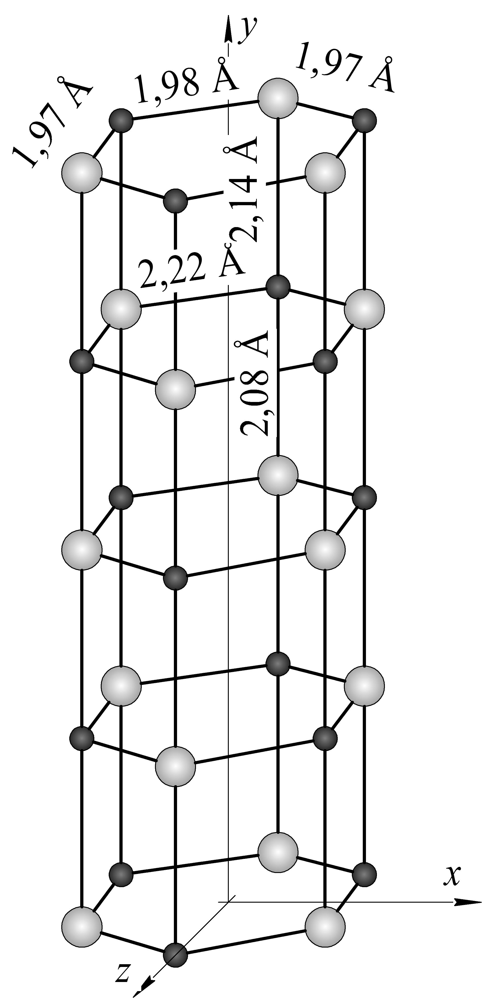 y
1,97 Å
1,98 Å
1,97 Å
2,14 Å
2,22 Å
2,08 Å
x
z